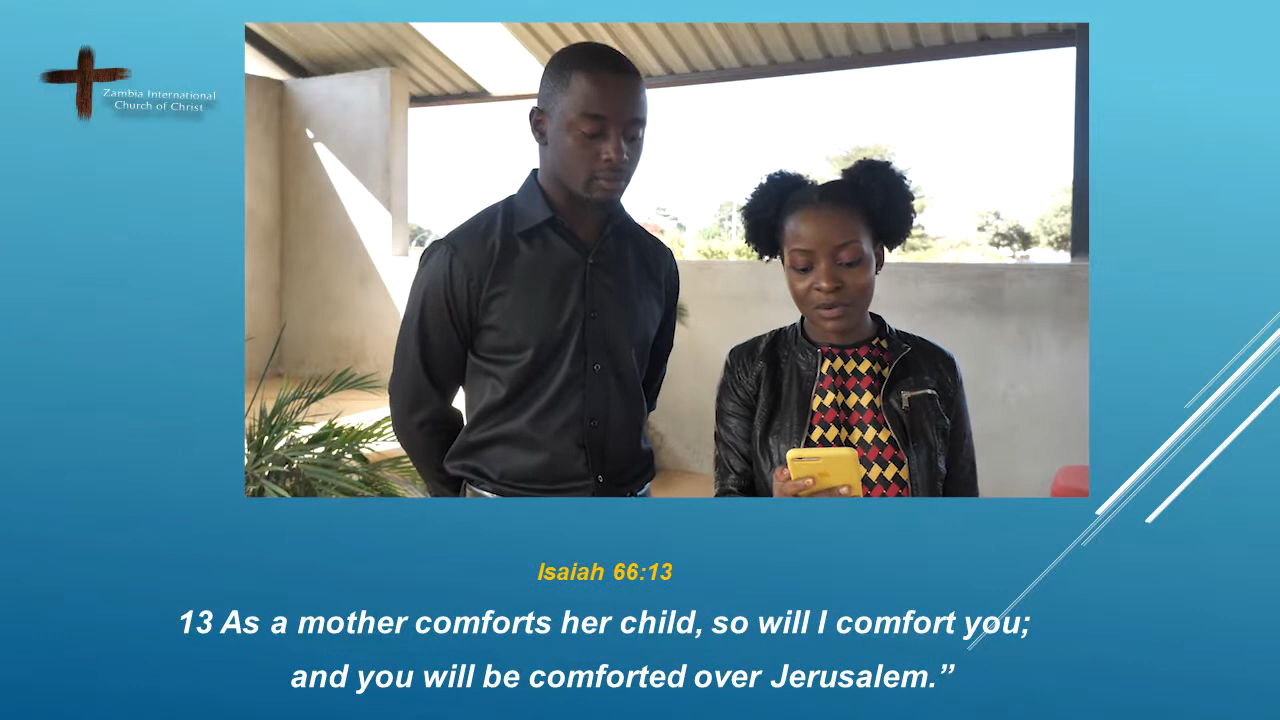 Zambia International
Church of Christ
Isaiah 66:13
13 As a mother comforts her child, so will I comfort you;
and you will be comforted over Jerusalem.”